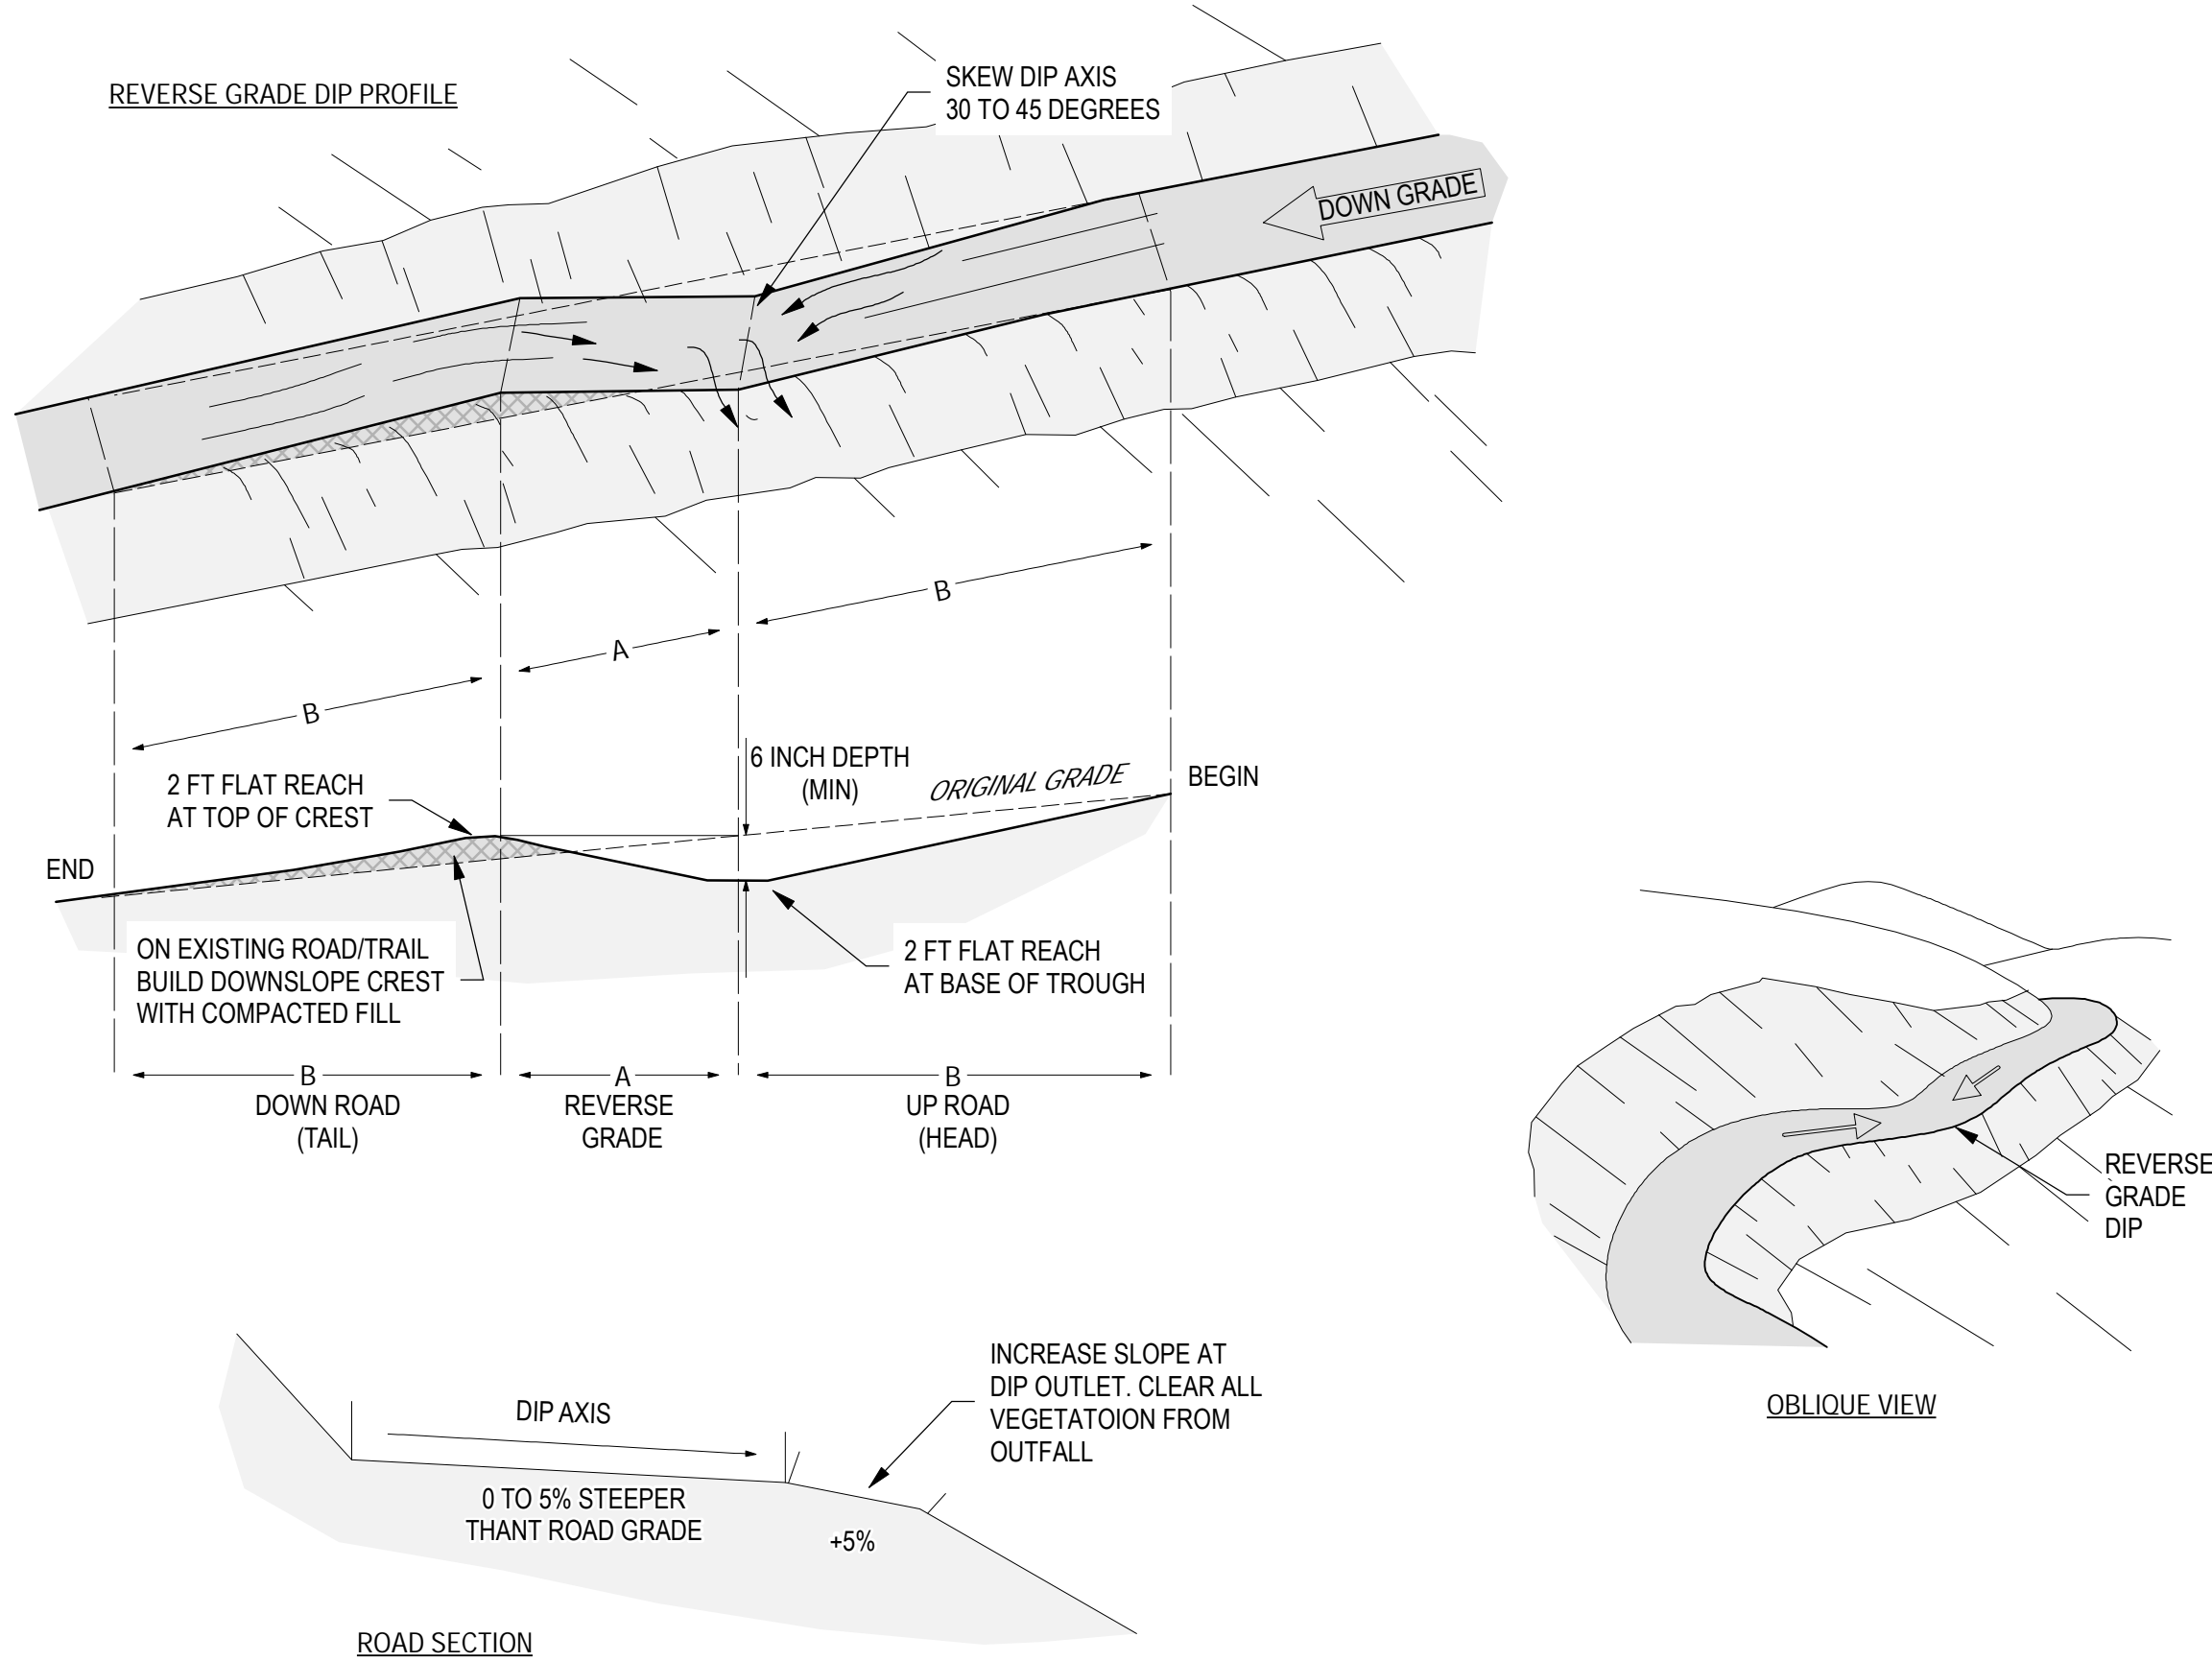 REVERSE GRADE DIP PROFILE
SKEW DIP AXIS
30 TO 45 DEGREES
DOWN GRADE
B
A
B
6 INCH DEPTH
(MIN)
ORIGINAL GRADE
BEGIN
2 FT FLAT REACH
AT TOP OF CREST
END
ON EXISTING ROAD/TRAIL
BUILD DOWNSLOPE CREST
WITH COMPACTED FILL
2 FT FLAT REACH
AT BASE OF TROUGH
B
DOWN ROAD
(TAIL)
A
REVERSE
GRADE
B
UP ROAD
(HEAD)
REVERSE
GRADE
DIP
OBLIQUE VIEW
INCREASE SLOPE AT
DIP OUTLET. CLEAR ALL
VEGETATOION FROM
OUTFALL
DIP AXIS
0 TO 5% STEEPER
THANT ROAD GRADE
+5%
ROAD SECTION